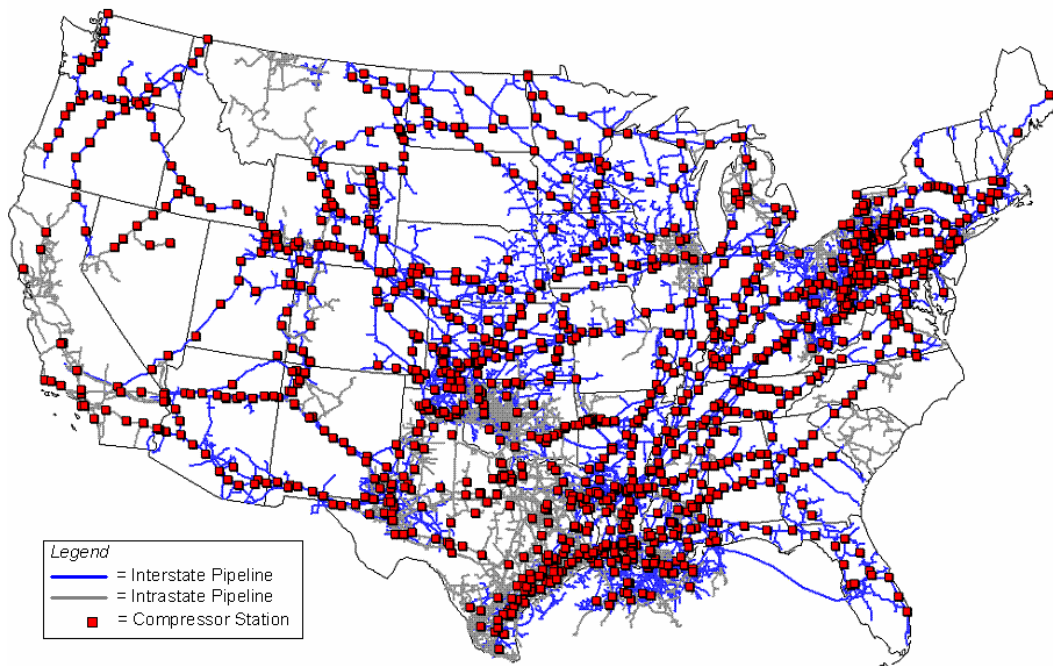 Legend
= Interstate Pipeline
= Intrastate Pipeline
= Compressor Station